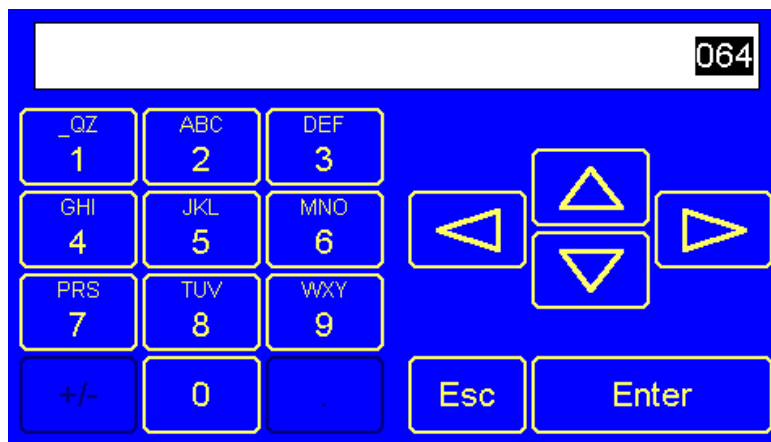 064
_QZ ABC DEF
1 2 3
GHI JKL MNO
4 5 6
PRS TUV WXY
7 8 9
+/- 0 . Esc Enter